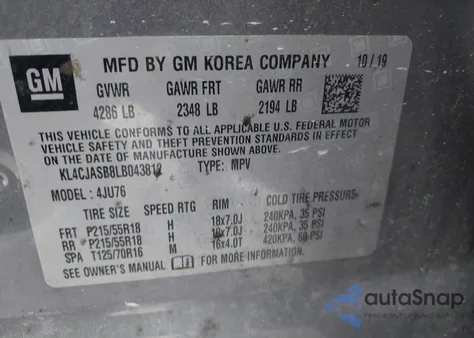 GM
MFD BY GM KOREA COMPANY 10/19
GVWR GAWR FRT GAWR RR
4286 LB 2348 LB 2194 LB
THIS VEHICLE CONFORMS TO ALL APPLICABLE U.S. FEDERAL MOTOR
VEHICLE SAFETY AND THEFT PREVENTION STANDARDS IN EFFECT
ON THE DATE OF MANUFACTURE SHOWN ABOVE.
KL4CJASB8LB043812 TYPE: MPV
MODEL: 4JU76
TIRE SIZE SPEED RTG RIM COLD TIRE PRESSURE
FRT P215/55R18 H 18x7.0J 240KPA, 35 PSI
RR P215/55R18 H 18x7.0J 240KPA, 35 PSI
SPA T125/70R16 M 16x4.0T 420KPA, 60 PSI
SEE OWNER'S MANUAL FOR MORE INFORMATION.
autoSnap